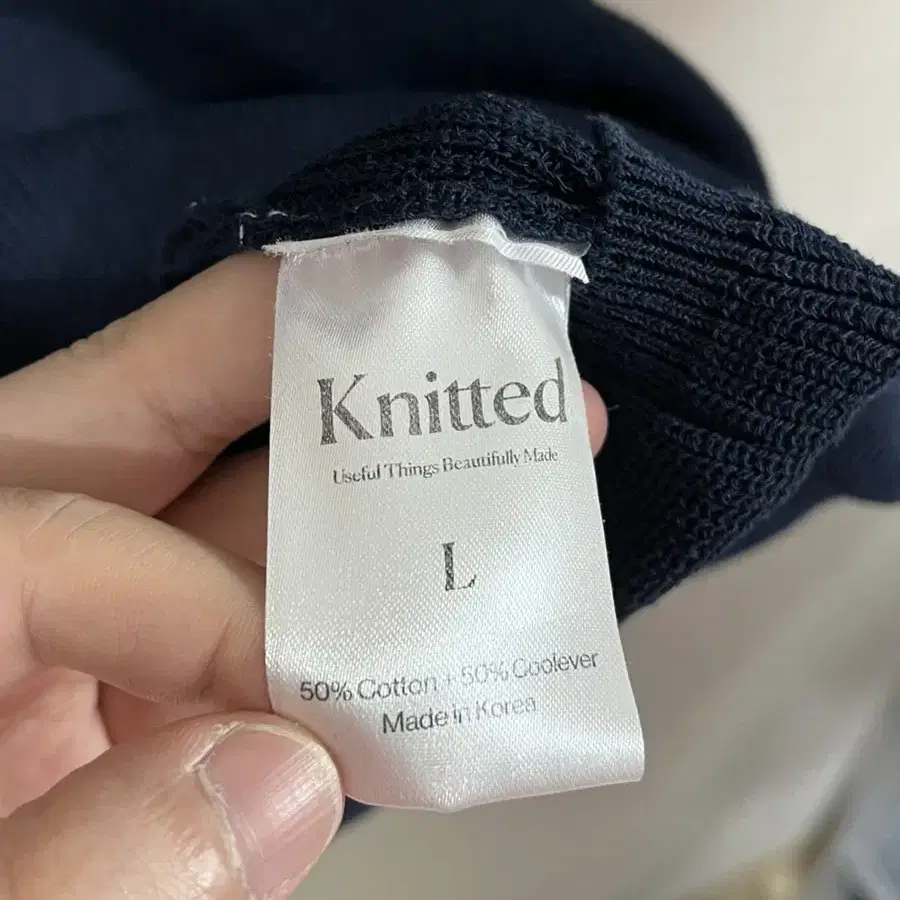 Knitted
Useful Things Beautifully Made
L
50% Cotton + 50% Coolever
Made in Korea